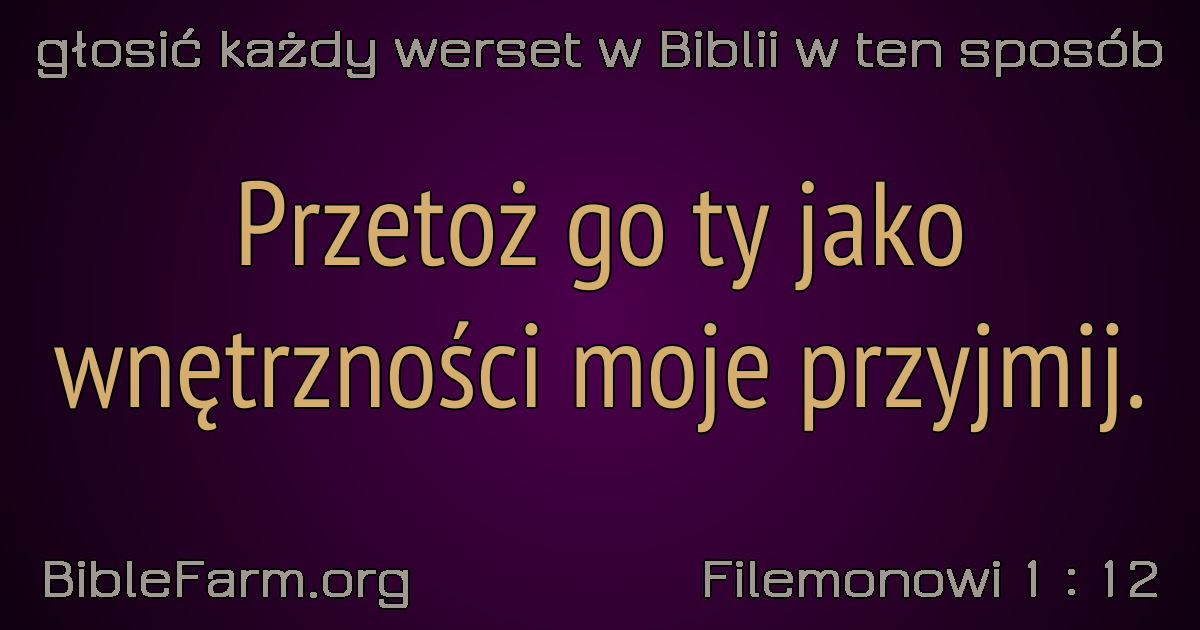 głosić każdy werset w Biblii w ten sposób
Przetoż go ty jako
wnętrzności moje przyjmij.
BibleFarm.org
Filemonowi 1 : 12